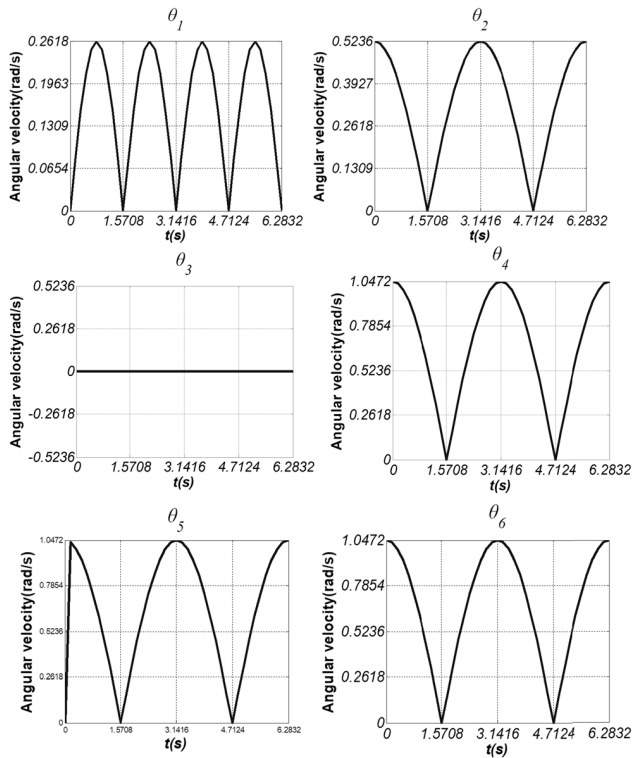 θ1
Angular velocity(rad/s)
0.2618
0.1963
0.1309
0.0654
0
0 1.5708 3.1416 4.7124 6.2832
t(s)
θ2
Angular velocity(rad/s)
0.5236
0.3927
0.2618
0.1309
0
0 1.5708 3.1416 4.7124 6.2832
t(s)
θ3
Angular velocity(rad/s)
0.5236
0.2618
0
-0.2618
-0.5236
0 1.5708 3.1416 4.7124 6.2832
t(s)
θ4
Angular velocity(rad/s)
1.0472
0.7854
0.5236
0.2618
0
0 1.5708 3.1416 4.7124 6.2832
t(s)
θ5
Angular velocity(rad/s)
1.0472
0.7854
0.5236
0.2618
0
0 1.5708 3.1416 4.7124 6.2832
t(s)
θ6
Angular velocity(rad/s)
1.0472
0.7854
0.5236
0.2618
0
0 1.5708 3.1416 4.7124 6.2832
t(s)